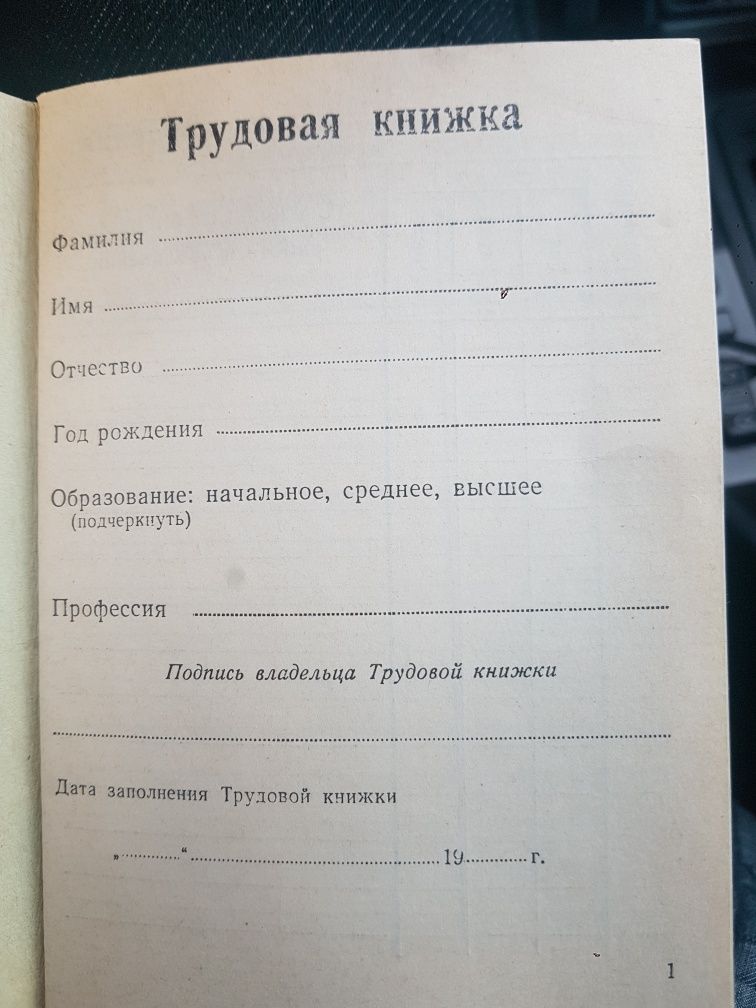 Трудовая книжка
Фамилия
Имя
Отчество
Год рождения
Образование: начальное, среднее, высшее
(подчеркнуть)
Профессия
Подпись владельца Трудовой книжки
Дата заполнения Трудовой книжки
„..............“........................................19.............г.
1